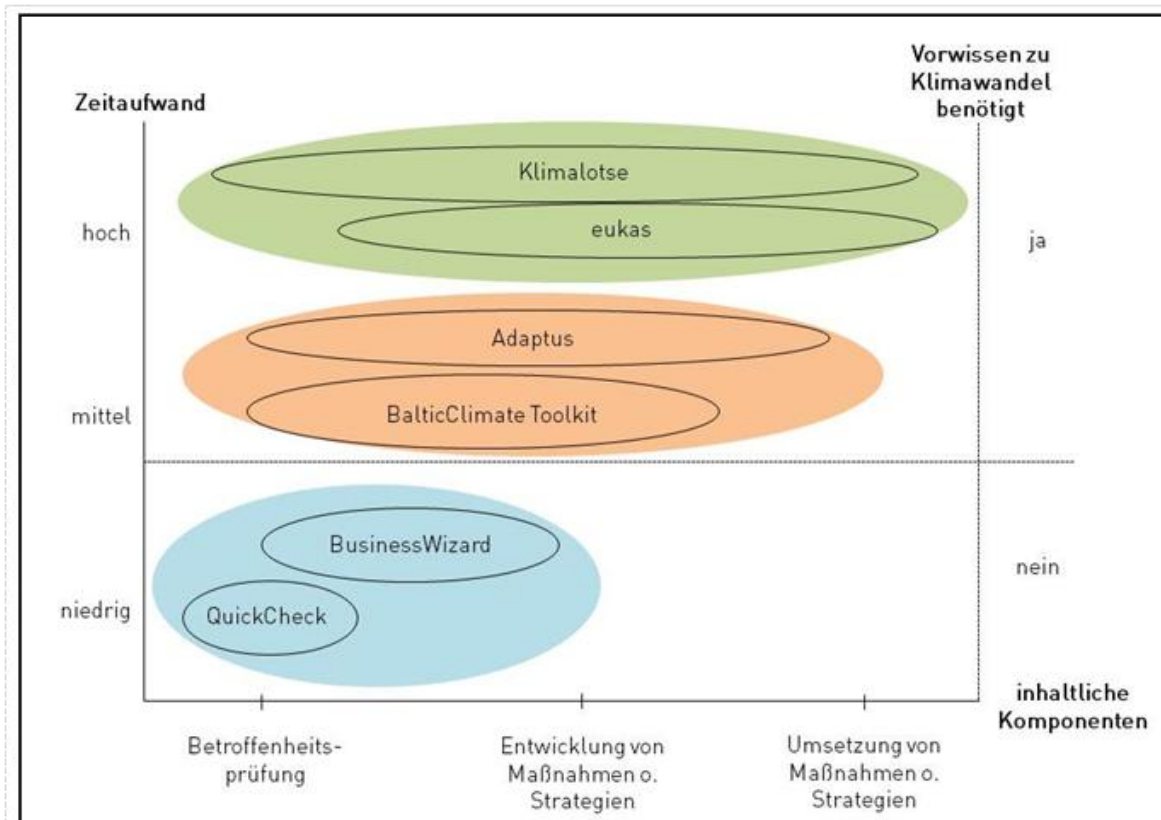 Vorwissen zu
Klimawandel
benötigt
Zeitaufwand
Klimalotse
hoch
eukas
ja
Adaptus
mittel
BalticClimate Toolkit
BusinessWizard
nein
niedrig
QuickCheck
inhaltliche
Komponenten
Betroffenheits-
prüfung
Entwicklung von
Maßnahmen o.
Strategien
Umsetzung von
Maßnahmen o.
Strategien